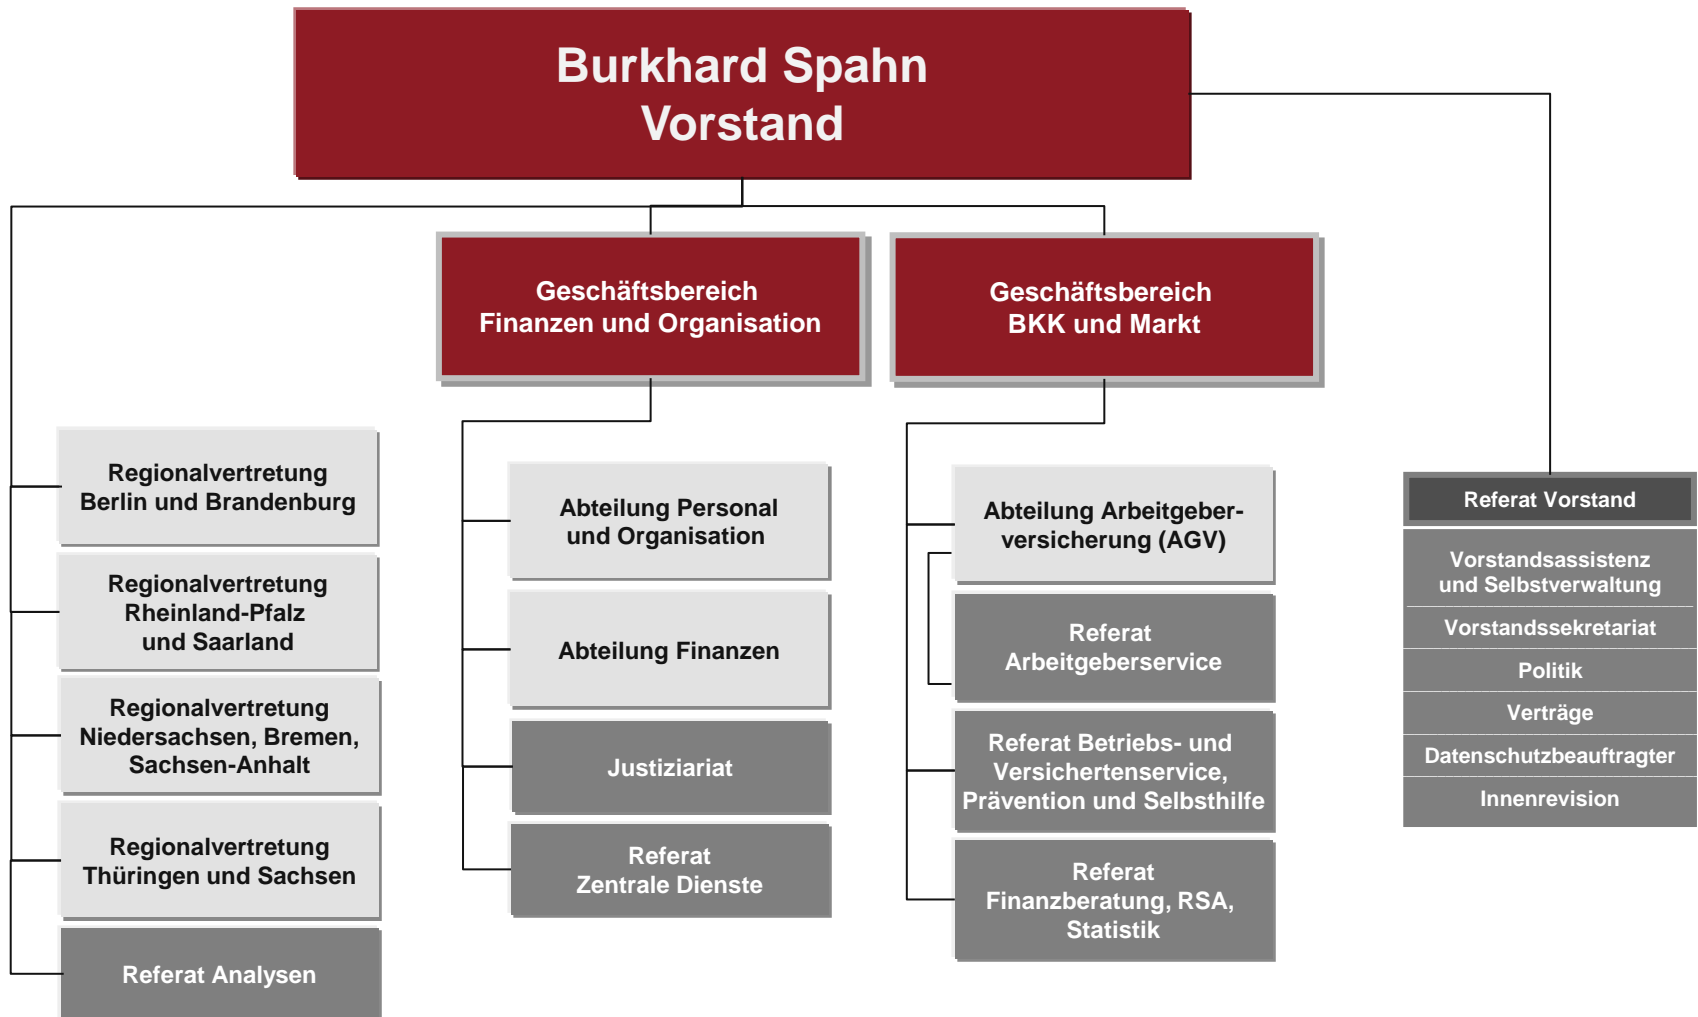 Burkhard Spahn
Vorstand
Geschäftsbereich
Finanzen und Organisation
Geschäftsbereich
BKK und Markt
Regionalvertretung
Berlin und Brandenburg
Regionalvertretung
Rheinland-Pfalz
und Saarland
Regionalvertretung
Niedersachsen, Bremen,
Sachsen-Anhalt
Regionalvertretung
Thüringen und Sachsen
Referat Analysen
Abteilung Personal
und Organisation
Abteilung Finanzen
Justiziariat
Referat
Zentrale Dienste
Abteilung Arbeitgeber-
versicherung (AGV)
Referat
Arbeitgeberservice
Referat Betriebs- und
Versichertenservice,
Prävention und Selbsthilfe
Referat
Finanzberatung, RSA,
Statistik
Referat Vorstand
Vorstandsassistenz
und Selbstverwaltung
Vorstandssekretariat
Politik
Verträge
Datenschutzbeauftragter
Innenrevision